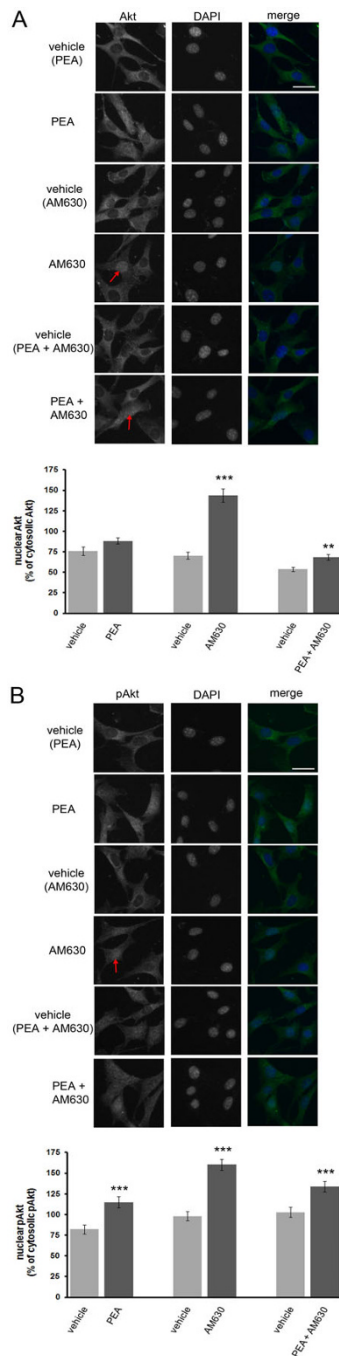 A
Akt DAPI merge
vehicle
(PEA)
PEA
vehicle
(AM630)
AM630
vehicle
(PEA + AM630)
PEA +
AM630
nuclear Akt
(% of cytosolic Akt)
175
150
125
100
75
50
25
0
***
**
vehicle PEA vehicle AM630 vehicle PEA + AM630
B
pAkt DAPI merge
vehicle
(PEA)
PEA
vehicle
(AM630)
AM630
vehicle
(PEA + AM630)
PEA +
AM630
nuclear pAkt
(% of cytosolic pAkt)
175
150
125
100
75
50
25
0
*** *** ***
vehicle PEA vehicle AM630 vehicle PEA + AM630